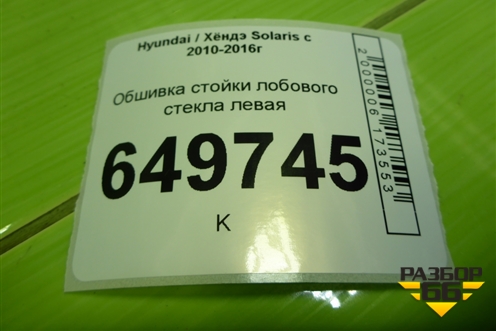 Hyundai / Хёндэ Solaris с
2010-2016г
Обшивка стойки лобового
стекла левая
649745
К
2000006173553
РАЗБОР
66